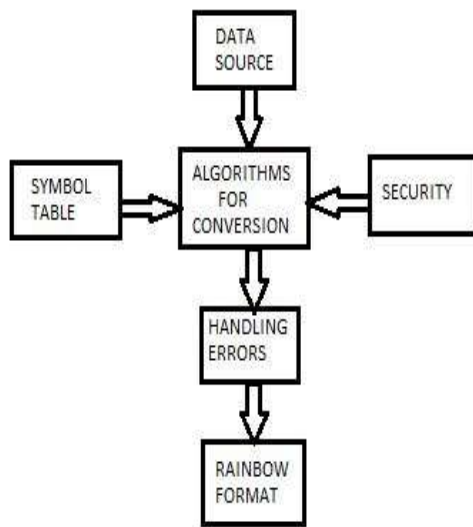 DATA
SOURCE
SYMBOL
TABLE
ALGORITHMS
FOR
CONVERSION
SECURITY
HANDLING
ERRORS
RAINBOW
FORMAT